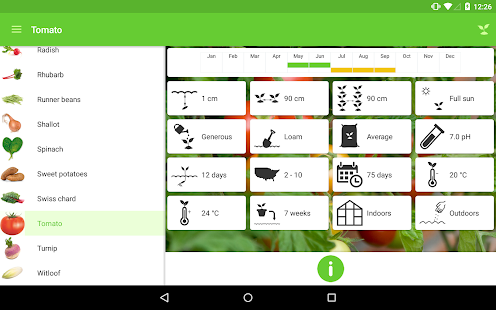 12:26
Tomato
Radish
Rhubarb
Runner beans
Shallot
Spinach
Sweet potatoes
Swiss chard
Tomato
Turnip
Witloof
Jan Feb Mar Apr May Jun Jul Aug Sep Oct Nov Dec
1 cm 90 cm 90 cm Full sun
Generous Loam Average 7.0 pH
12 days 2 - 10 75 days 20 °C
24 °C 7 weeks Indoors Outdoors